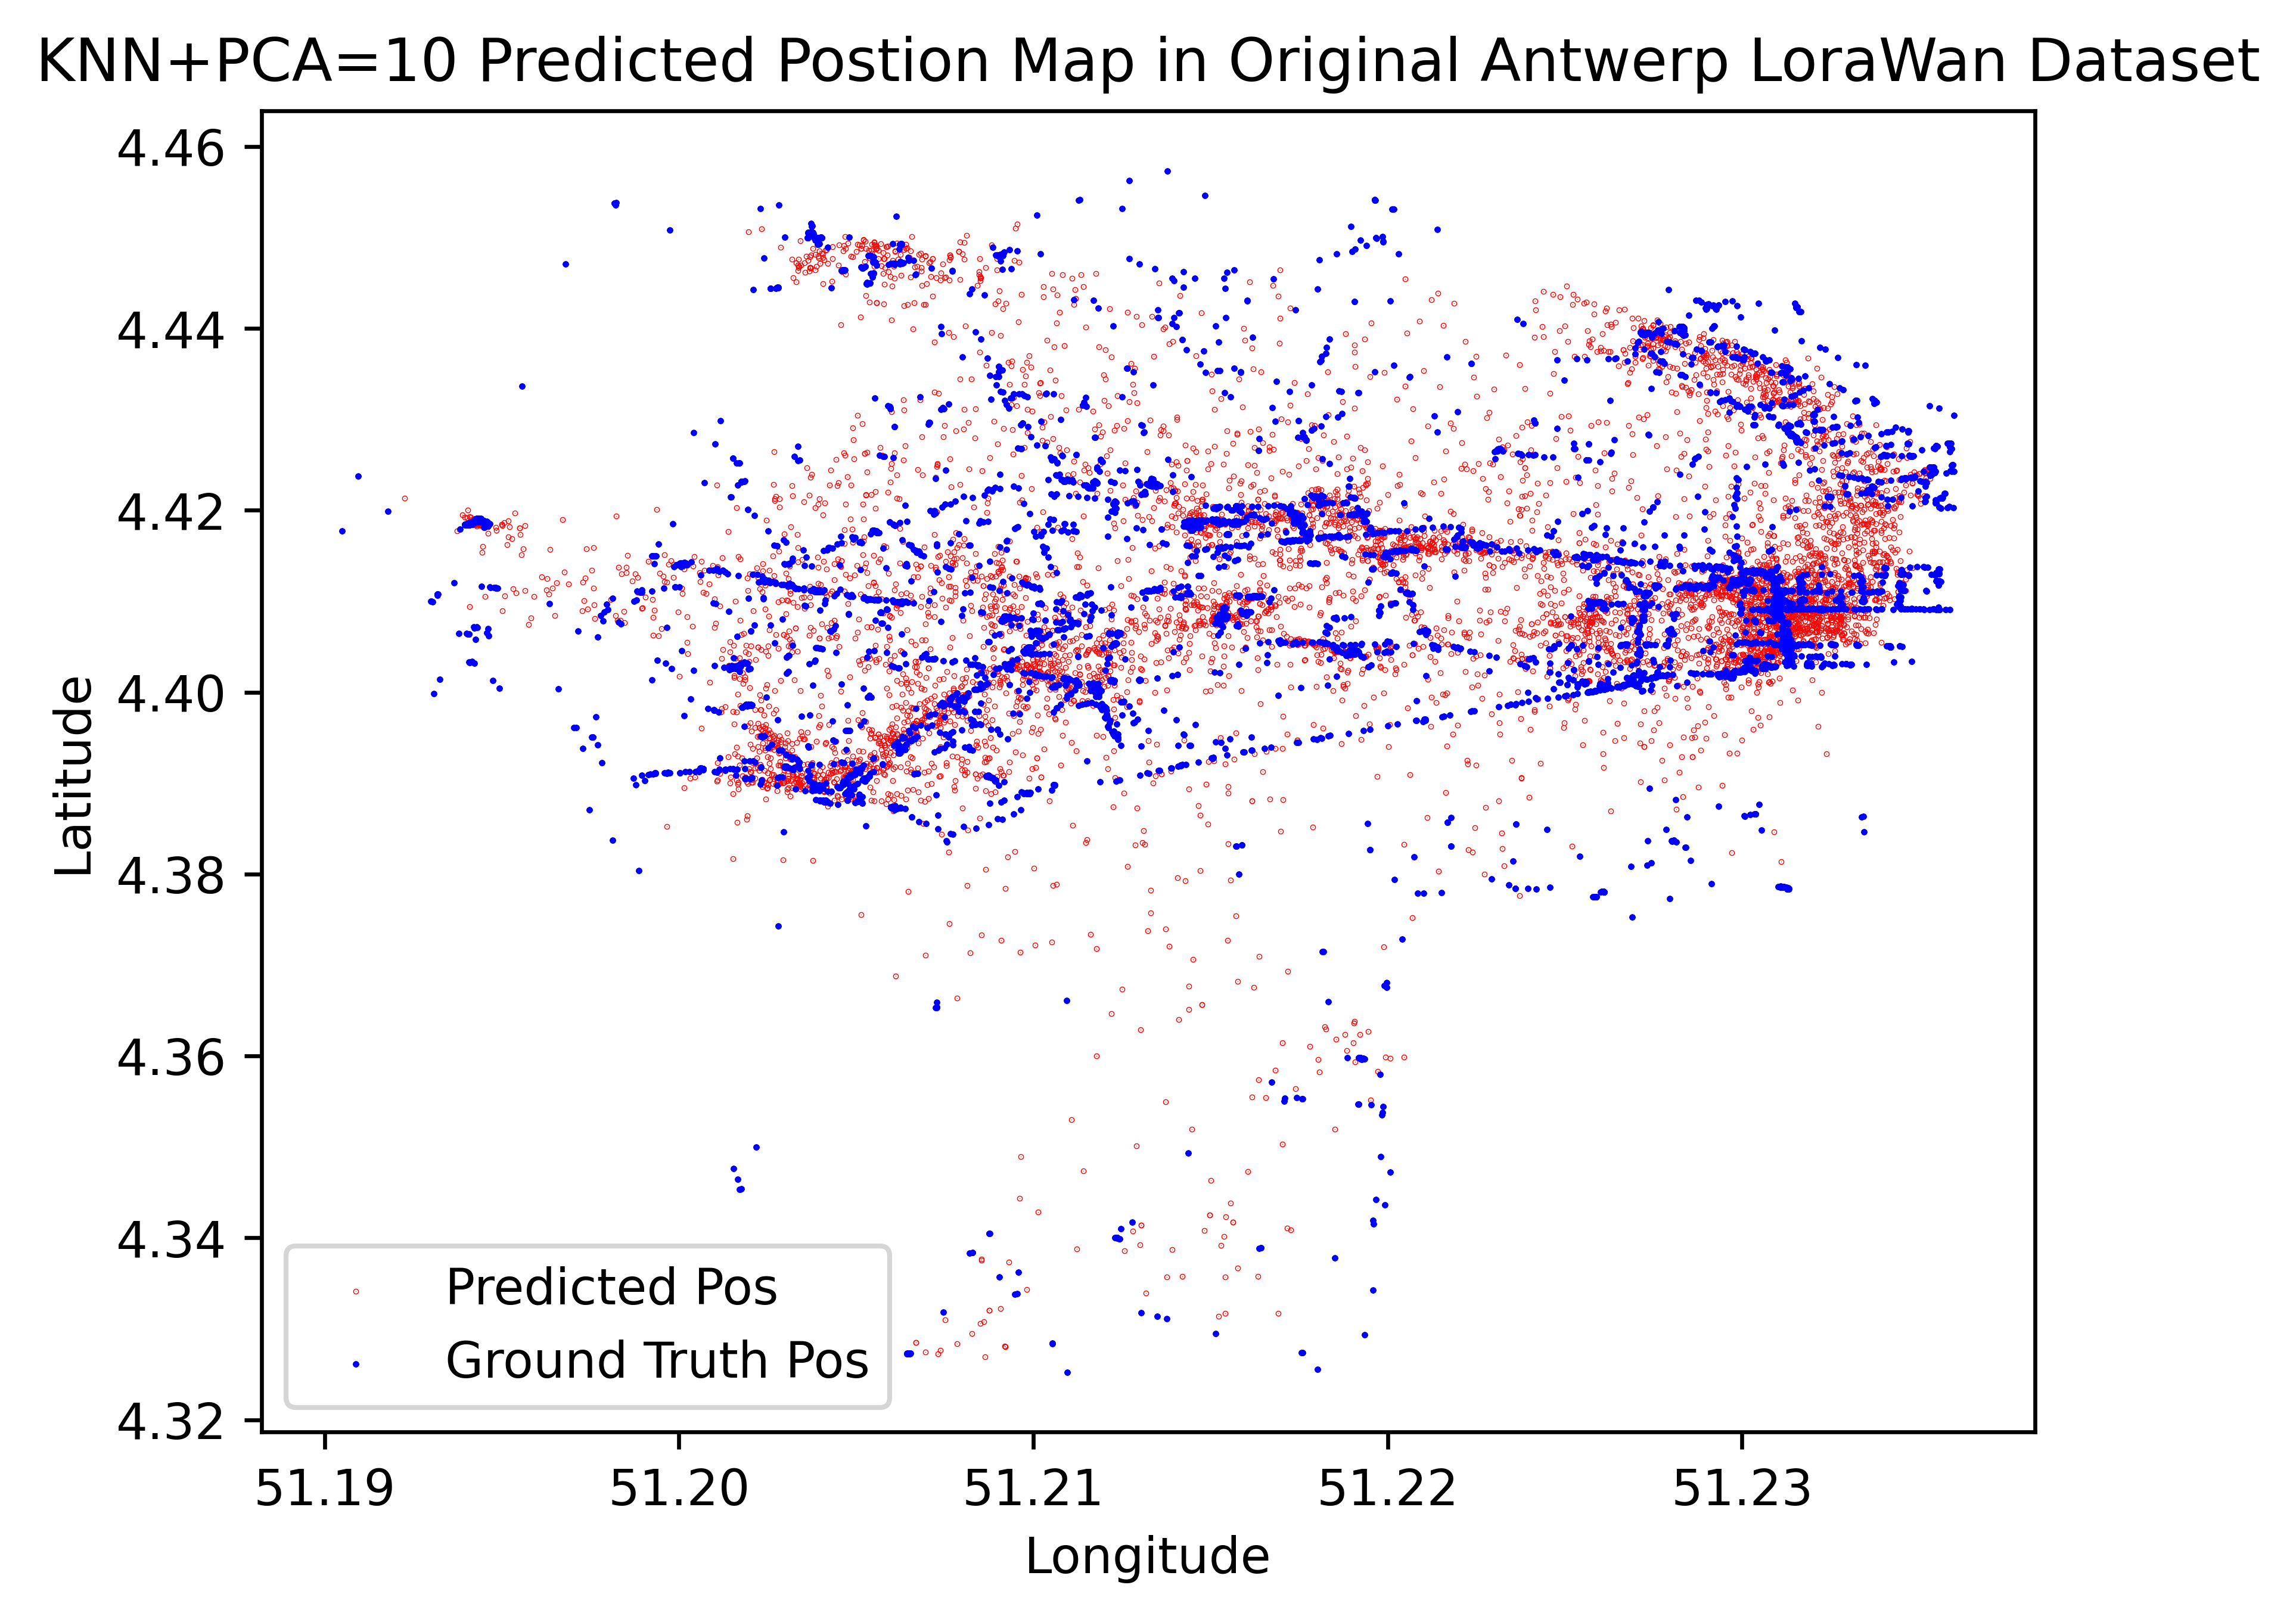 KNN+PCA=10 Predicted Postion Map in Original Antwerp LoraWan Dataset
4.46
4.44
4.42
4.40
4.38
4.36
4.34
4.32
Latitude
Predicted Pos
Ground Truth Pos
51.19 51.20 51.21 51.22 51.23
Longitude